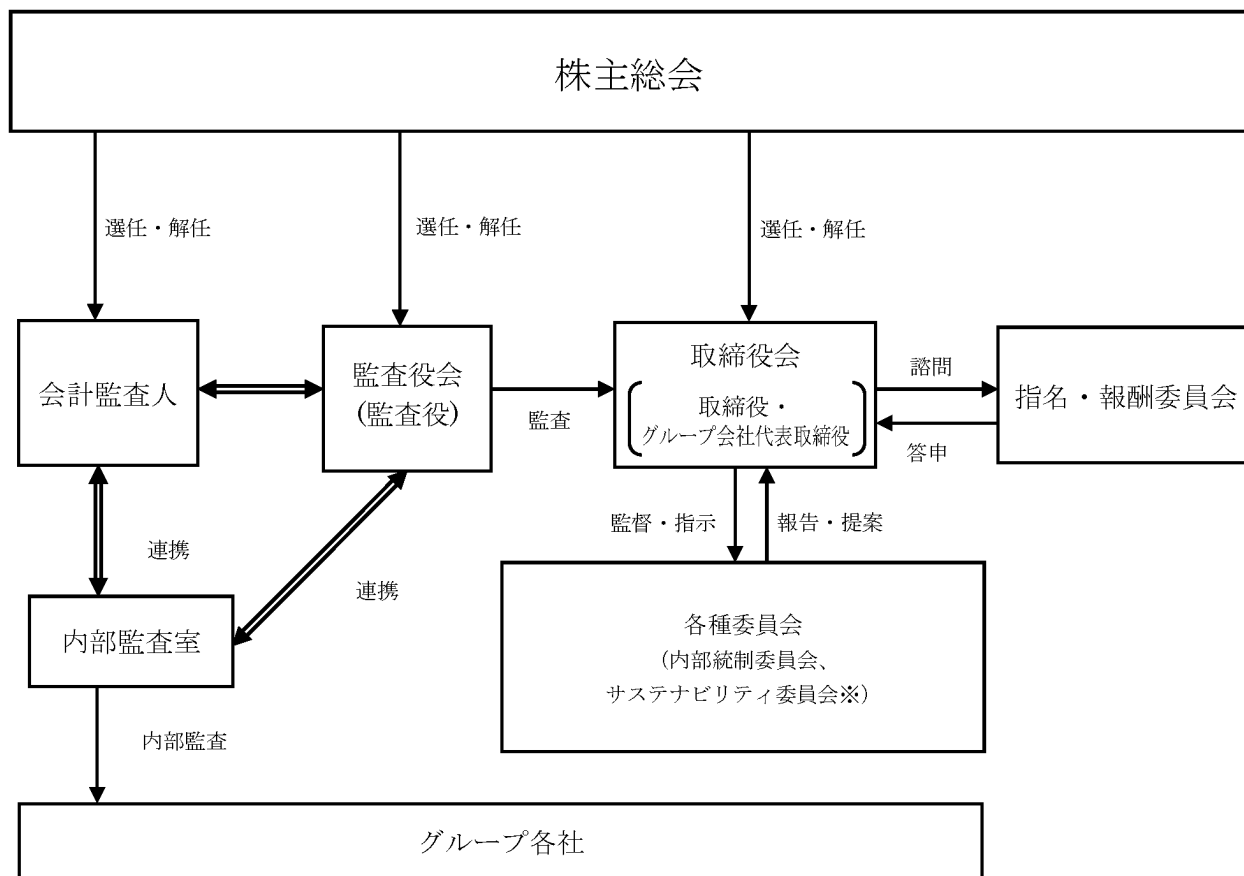 株主総会
選任・解任
選任・解任
選任・解任
会計監査人
監査役会
(監査役)
監査
取締役会
取締役・
グループ会社代表取締役
諮問
答申
指名・報酬委員会
監督・指示
報告・提案
連携
連携
内部監査室
各種委員会
(内部統制委員会、
サステナビリティ委員会※)
内部監査
グループ各社